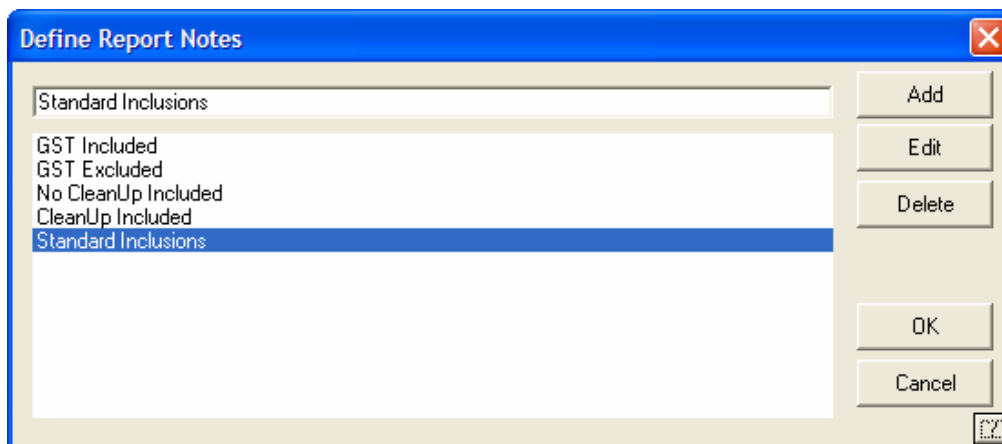 Define Report Notes
Standard Inclusions
Add
GST Included
GST Excluded
No CleanUp Included
CleanUp Included
Standard Inclusions
Edit
Delete
OK
Cancel